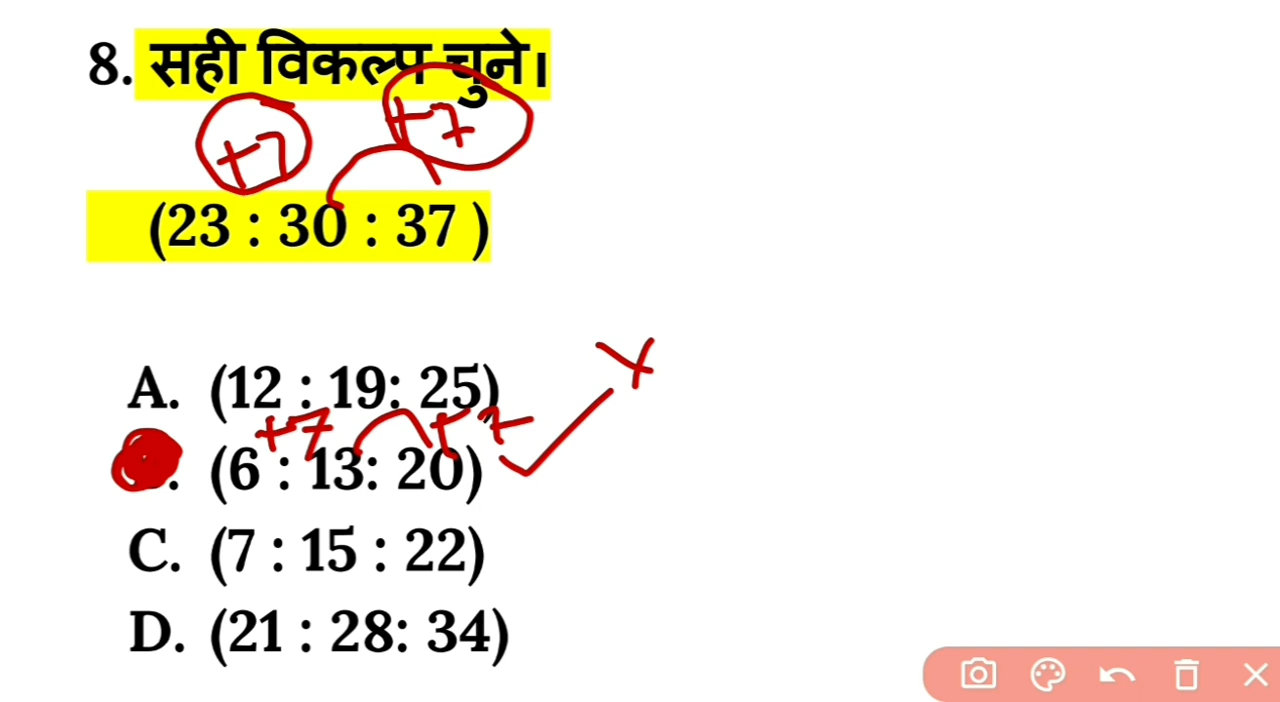 8. सही विकल्प चुने।
+7 +7
(23 : 30 : 37 )
A. (12 : 19: 25)
+7 +7
. (6 : 13: 20)
C. (7 : 15 : 22)
D. (21 : 28: 34)